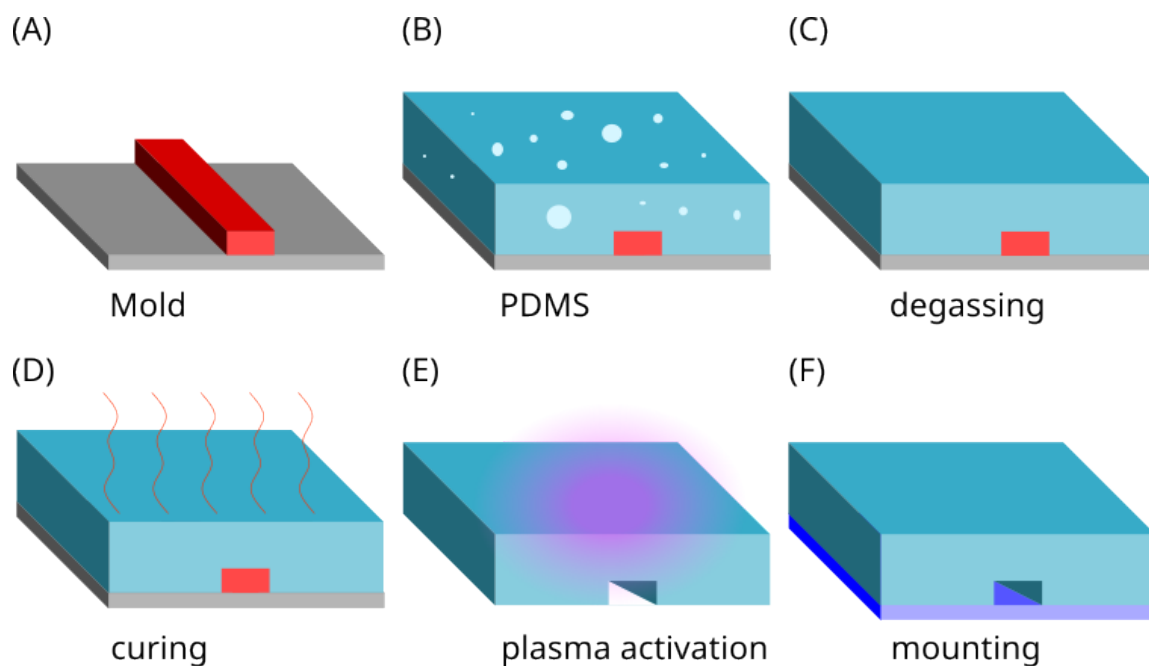 (A)
(B)
(C)
Mold
PDMS
degassing
(D)
(E)
(F)
curing
plasma activation
mounting